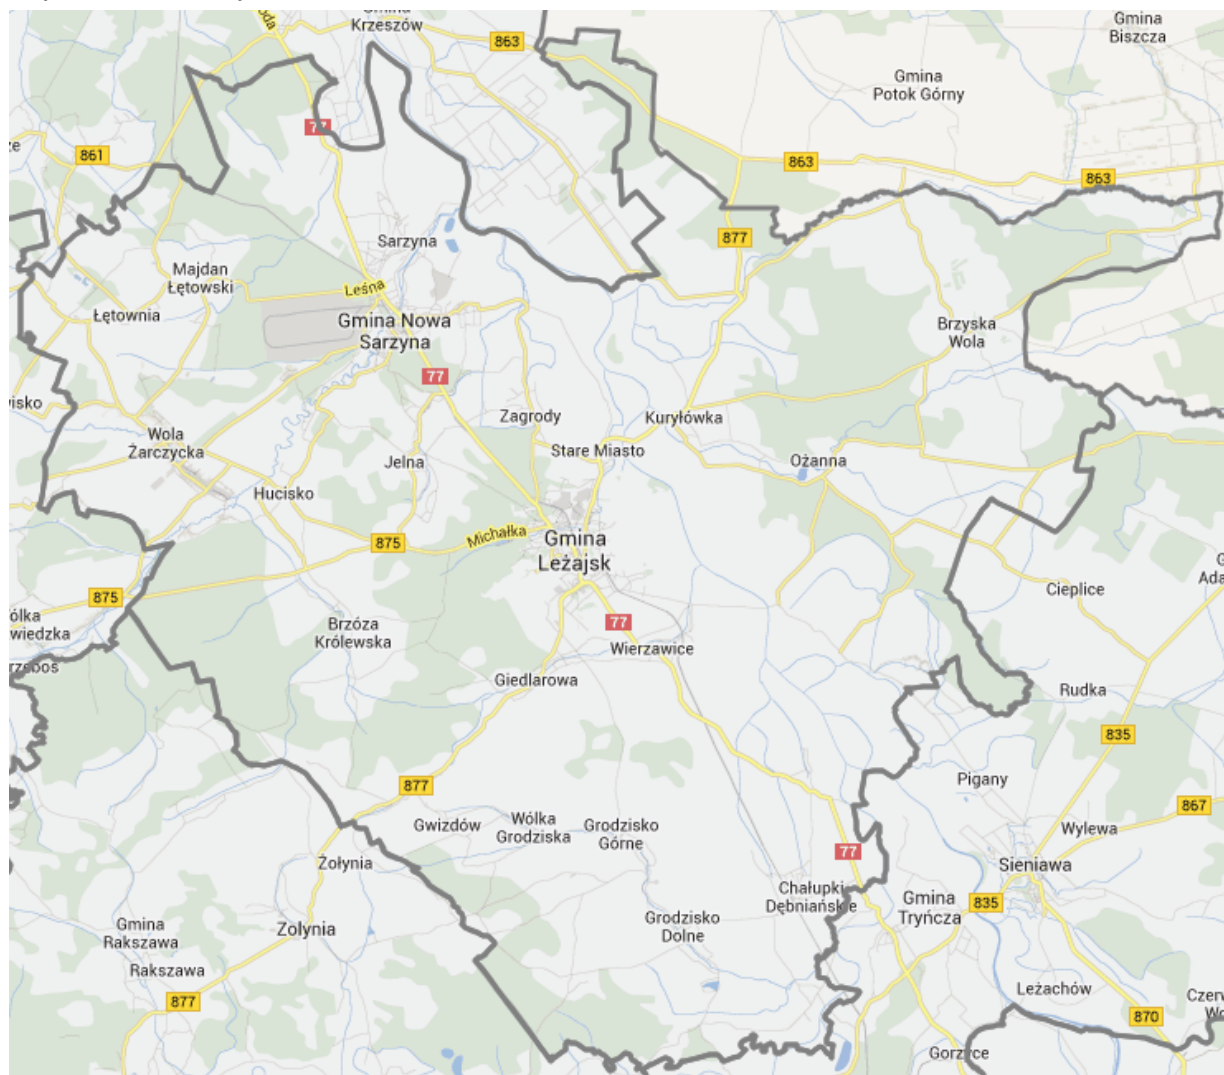 Krzeszów
Gmina
Biszcza
863
Gmina
Potok Górny
77
861
863
863
Sarzyna
877
Majdan
Łętowski
Leśna
Łętownia
Gmina Nowa
Sarzyna
Brzyska
Wola
77
Zagrody
Kuryłówka
Wola
Żarczycka
Stare Miasto
Jelna
Ożanna
Hucisko
Michałka
875
Gmina
Leżajsk
Cieplice
875
77
Brzóza
Królewska
Wierzawice
Giedlarowa
Rudka
835
Pigany
877
867
Gwizdów
Wólka
Grodziska
Grodzisko
Górne
Wylewa
77
Żołynia
Sieniawa
Chałupki
Dębniańskie
Gmina
Tryńcza
835
Gmina
Rakszawa
Zolynia
Grodzisko
Dolne
Rakszawa
877
Leżachów
870
Gorzyce